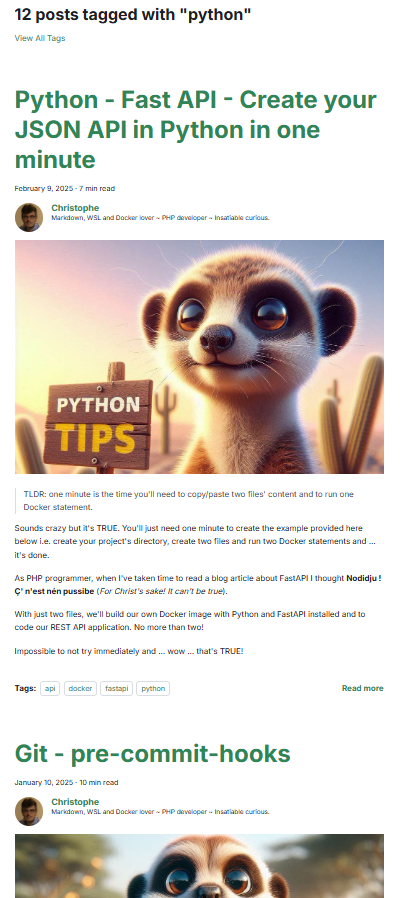 12 posts tagged with "python"
View All Tags
Python - Fast API - Create your
JSON API in Python in one
minute
February 9, 2025 · 7 min read
Christophe
Markdown, WSL and Docker lover ~ PHP developer ~ Insatiable curious.
PYTHON
TIPS
TLDR: one minute is the time you'll need to copy/paste two files' content and to run one
Docker statement.
Sounds crazy but it's TRUE. You'll just need one minute to create the example provided here
below i.e. create your project's directory, create two files and run two Docker statements and ...
it's done.
As PHP programmer, when I've taken time to read a blog article about FastAPI I thought Nodidju !
Ç' n'est nén pussibe (For Christ's sake! It can't be true).
With just two files, we'll build our own Docker image with Python and FastAPI installed and to
code our REST API application. No more than two!
Impossible to not try immediately and ... wow ... that's TRUE!
Tags: api docker fastapi python Read more
Git - pre-commit-hooks
January 10, 2025 · 10 min read
Christophe
Markdown, WSL and Docker lover ~ PHP developer ~ Insatiable curious.